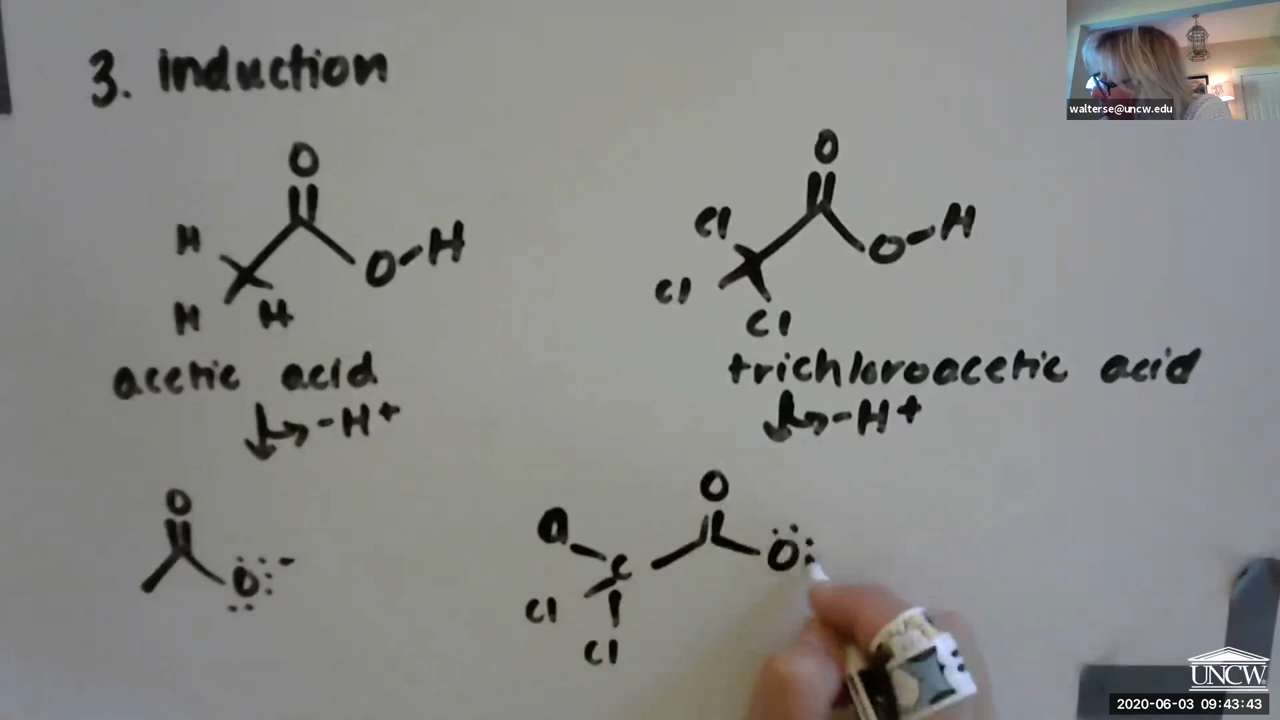 3. induction
O
H
O-H
H
H
acetic acid
-H+
O
O
-
O
Cl
O-H
Cl
Cl
trichloroacetic acid
-H+
O
Cl
C
O
Cl
Cl
walterse@uncw.edu
UNCW
2020-06-03 09:43:43